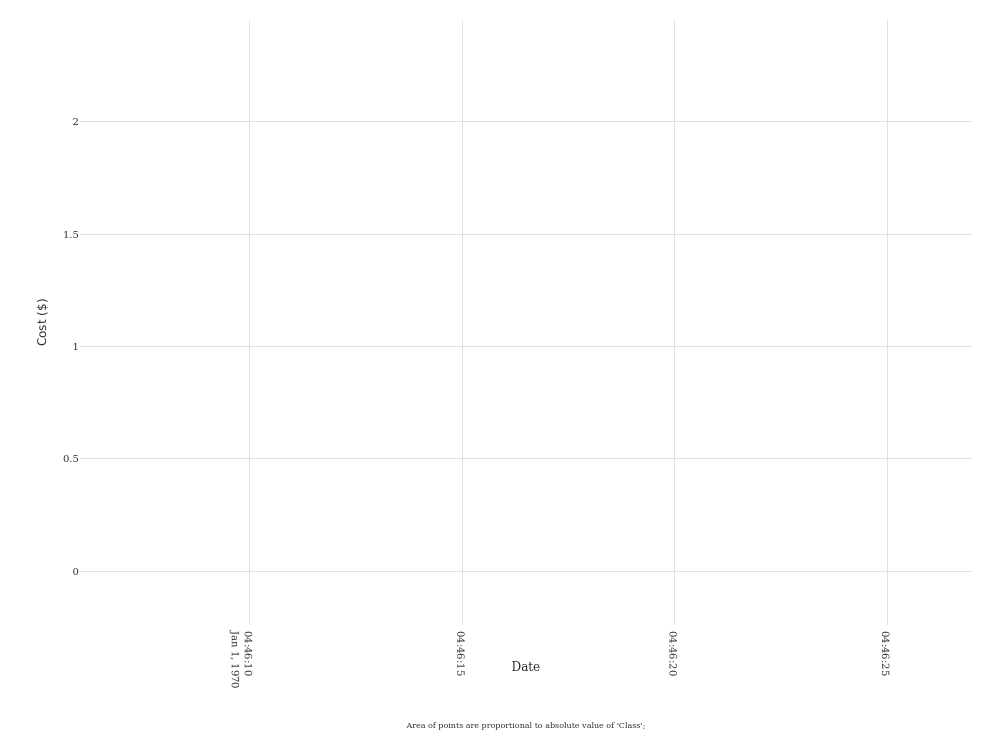 2
1.5
Cost ($)
1
0.5
0
04:46:10
Jan 1, 1970
04:46:15
04:46:20
04:46:25
Date
Area of points are proportional to absolute value of 'Class';